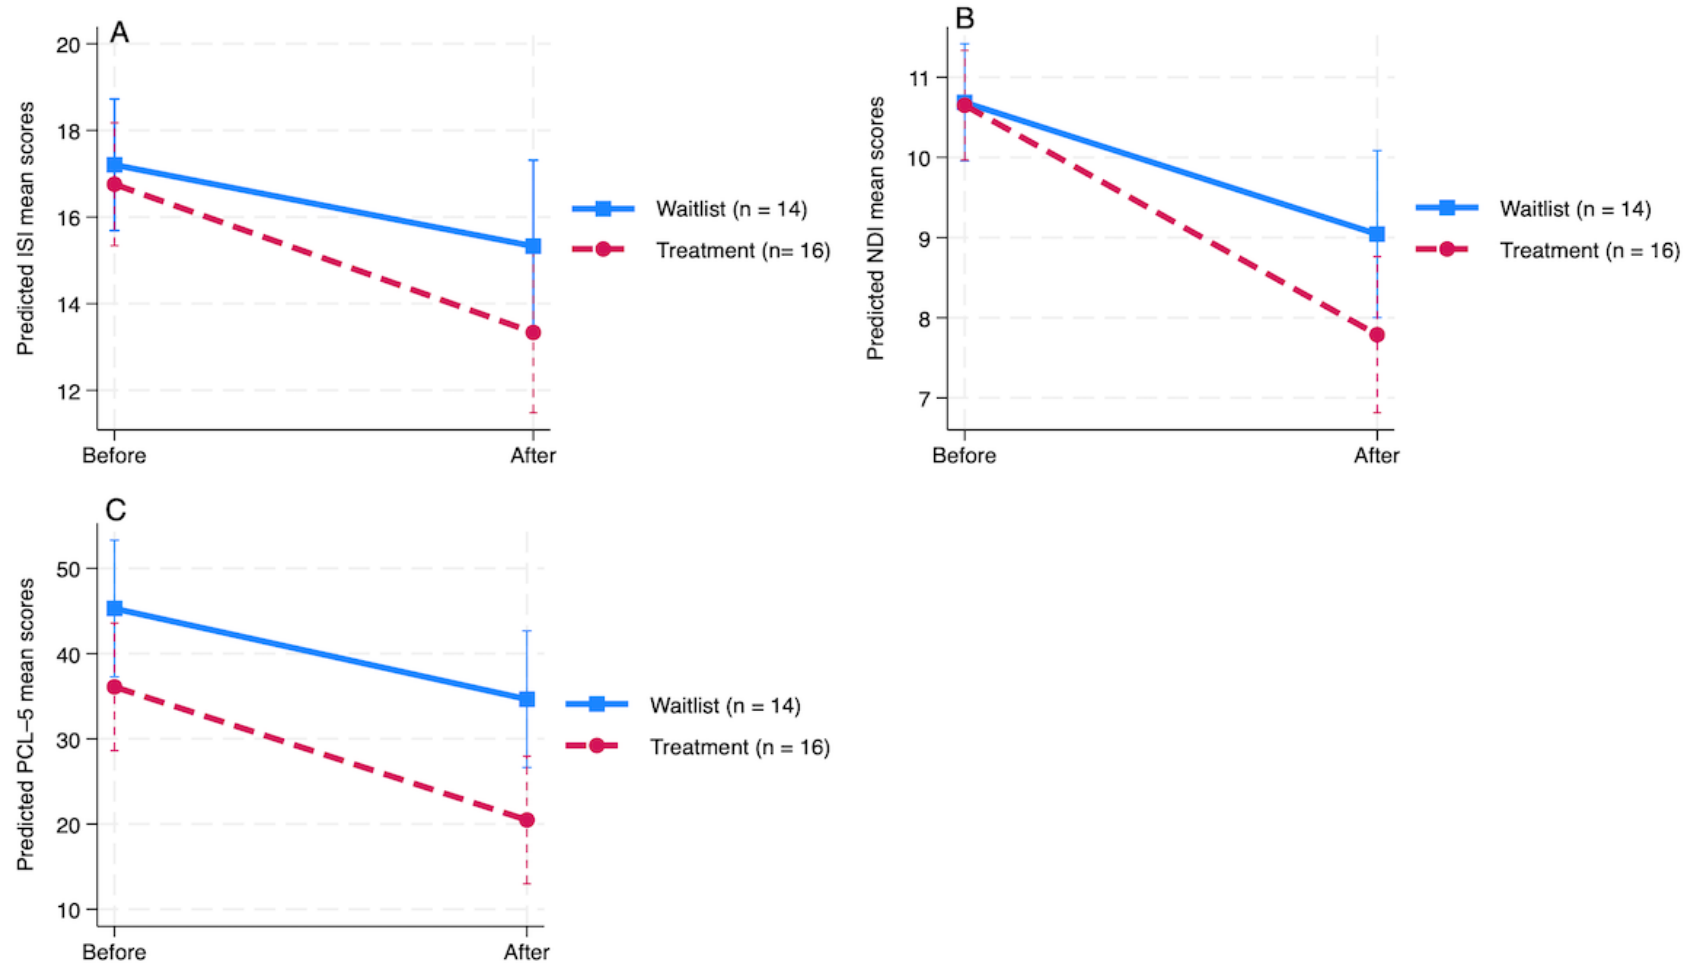 A
Predicted ISI mean scores
20
18
16
14
12
Before
After
Waitlist (n = 14)
Treatment (n= 16)
B
Predicted NDI mean scores
11
10
9
8
7
Before
After
Waitlist (n = 14)
Treatment (n = 16)
C
Predicted PCL–5 mean scores
50
40
30
20
10
Before
After
Waitlist (n = 14)
Treatment (n = 16)